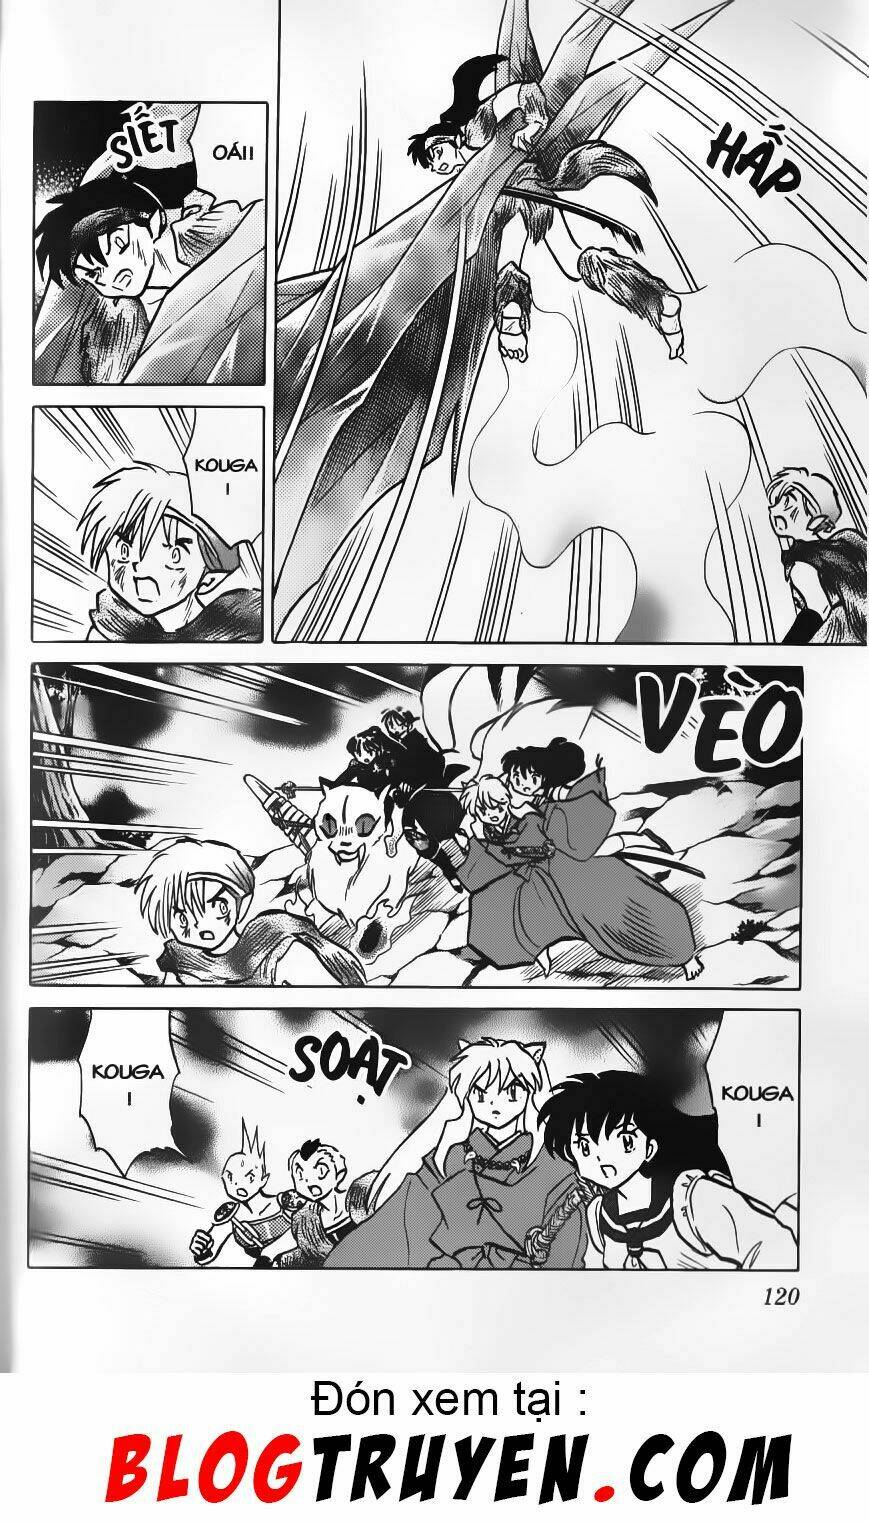 HẤP
SIẾT
OÁI!
KOUGA
!
VÈO
KOUGA
!
SOẠT
KOUGA
!
120
Đón xem tại :
BLOGTRUYEN.COM